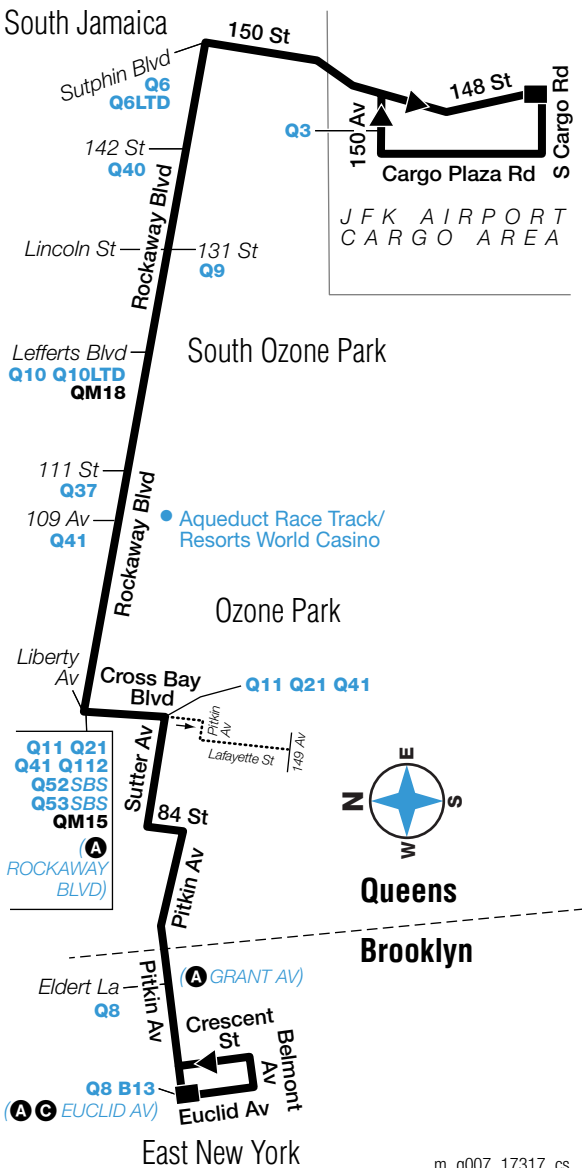 South Jamaica
150 St
Sutphin Blvd
Q6
Q6LTD
148 St
S Cargo Rd
150 Av
Q3
Cargo Plaza Rd
142 St
Q40
Rockaway Blvd
JFK AIRPORT
CARGO AREA
Lincoln St
131 St
Q9
Lefferts Blvd
Q10 Q10LTD
QM18
South Ozone Park
111 St
Q37
Rockaway Blvd
109 Av
Q41
Aqueduct Race Track/
Resorts World Casino
Ozone Park
Liberty
Av
Cross Bay
Blvd
Q11 Q21 Q41
Pitkin
Av
Lafayette St
149 Av
Q11 Q21
Q41 Q112
Q52SBS
Q53SBS
QM15
(A
ROCKAWAY
BLVD)
Sutter Av
84 St
N
E
S
W
Pitkin Av
Queens
Brooklyn
Pitkin Av
(A GRANT AV)
Eldert La
Q8
Crescent
St
Belmont
Av
Q8 B13
(A C EUCLID AV)
Euclid Av
East New York
m_q007_17317_cs